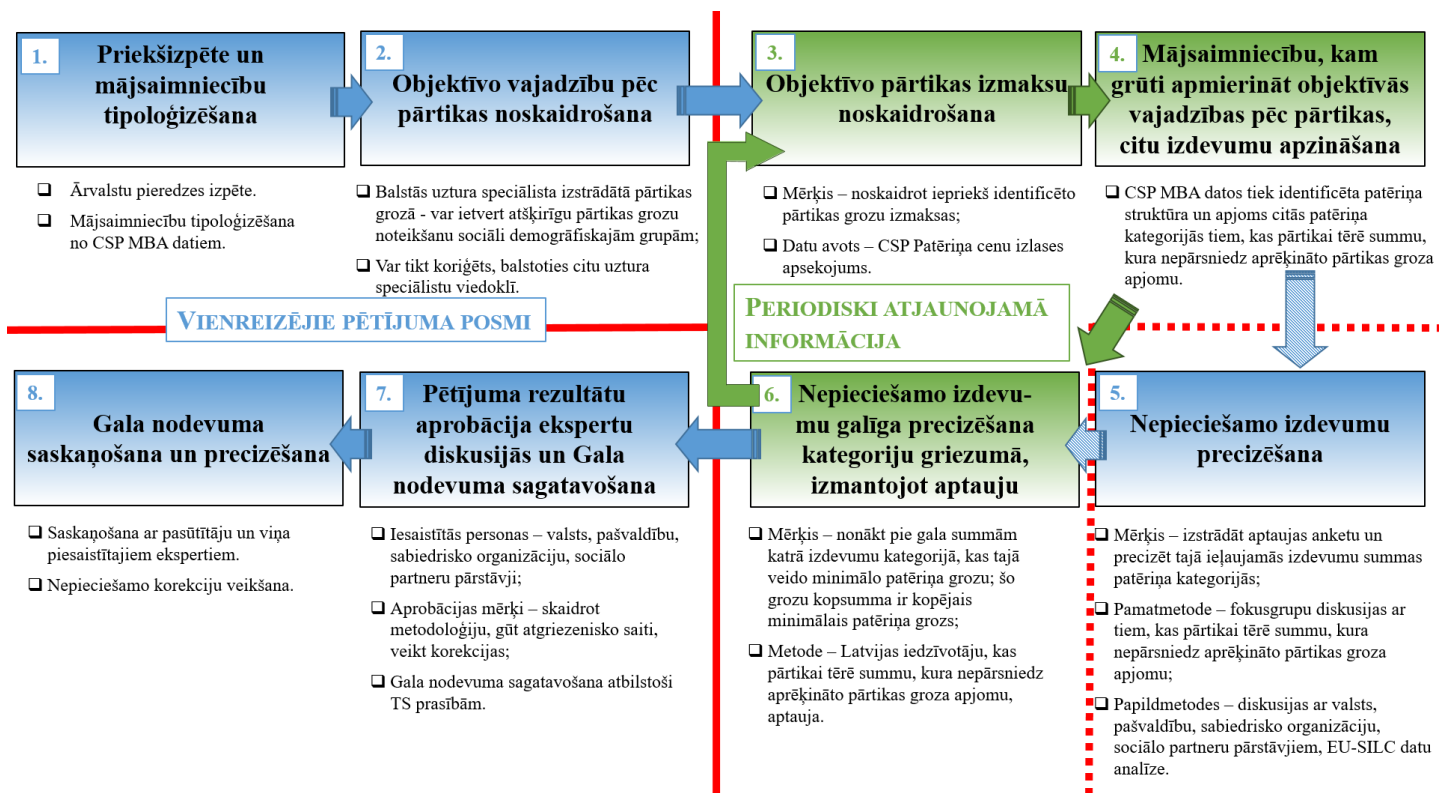 1.
Priekšizpēte un
mājsaimniecību
tipoloģizēšana
❑ Ārvalstu pieredzes izpēte.
❑ Mājsaimniecību tipoloģizēšana
no CSP MBA datiem.
2.
Objektīvo vajadzību pēc
pārtikas noskaidrošana
❑ Balstās uztura speciālista izstrādātā pārtikas
grozā - var ietvert atšķirīgu pārtikas grozu
noteikšanu sociāli demogrāfiskajām grupām;
❑ Var tikt koriģēts, balstoties citu uztura
speciālistu viedoklī.
3.
Objektīvo pārtikas izmaksu
noskaidrošana
❑ Mērķis – noskaidrot iepriekš identificēto
pārtikas grozu izmaksas;
❑ Datu avots – CSP Patēriņa cenu izlases
apsekojums.
4.
Mājsaimniecību, kam
grūti apmierināt objektīvās
vajadzības pēc pārtikas,
citu izdevumu apzināšana
❑ CSP MBA datos tiek identificēta patēriņa
struktūra un apjoms citās patēriņa
kategorijās tiem, kas pārtikai tērē summu,
kura nepārsniedz aprēķināto pārtikas groza
apjomu.
VIENREIZĒJIE PĒTĪJUMA POSMI
PERIODISKI ATJAUNOJAMĀ
INFORMĀCIJA
8.
Gala nodevuma
saskaņošana un precizēšana
❑ Saskaņošana ar pasūtītāju un viņa
piesaistītajiem ekspertiem.
❑ Nepieciešamo korekciju veikšana.
7.
Pētījuma rezultātu
aprobācija ekspertu
diskusijās un Gala
nodevuma sagatavošana
❑ Iesaistītās personas – valsts, pašvaldību,
sabiedrisko organizāciju, sociālo
partneru pārstāvji;
❑ Aprobācijas mērķi – skaidrot
metodoloģiju, gūt atgriezenisko saiti,
veikt korekcijas;
❑ Gala nodevuma sagatavošana atbilstoši
TS prasībām.
6.
Nepieciešamo izdevu-
mu galīga precizēšana
kategoriju griezumā,
izmantojot aptauju
❑ Mērķis – nonākt pie gala summām
katrā izdevumu kategorijā, kas tajā
veido minimālo patēriņa grozu; šo
grozu kopsumma ir kopējais
minimālais patēriņa grozs;
❑ Metode – Latvijas iedzīvotāju, kas
pārtikai tērē summu, kura nepārsniedz
aprēķināto pārtikas groza apjomu,
aptauja.
5.
Nepieciešamo izdevumu
precizēšana
❑ Mērķis – izstrādāt aptaujas anketu un
precizēt tajā ieļaujamās izdevumu summas
patēriņa kategorijās;
❑ Pamatmetode – fokusgrupu diskusijas ar
tiem, kas pārtikai tērē summu, kura
nepārsniedz aprēķināto pārtikas groza
apjomu;
❑ Papildmetodes – diskusijas ar valsts,
pašvaldību, sabiedrisko organizāciju,
sociālo partneru pārstāvjiem, EU-SILC datu
analīze.